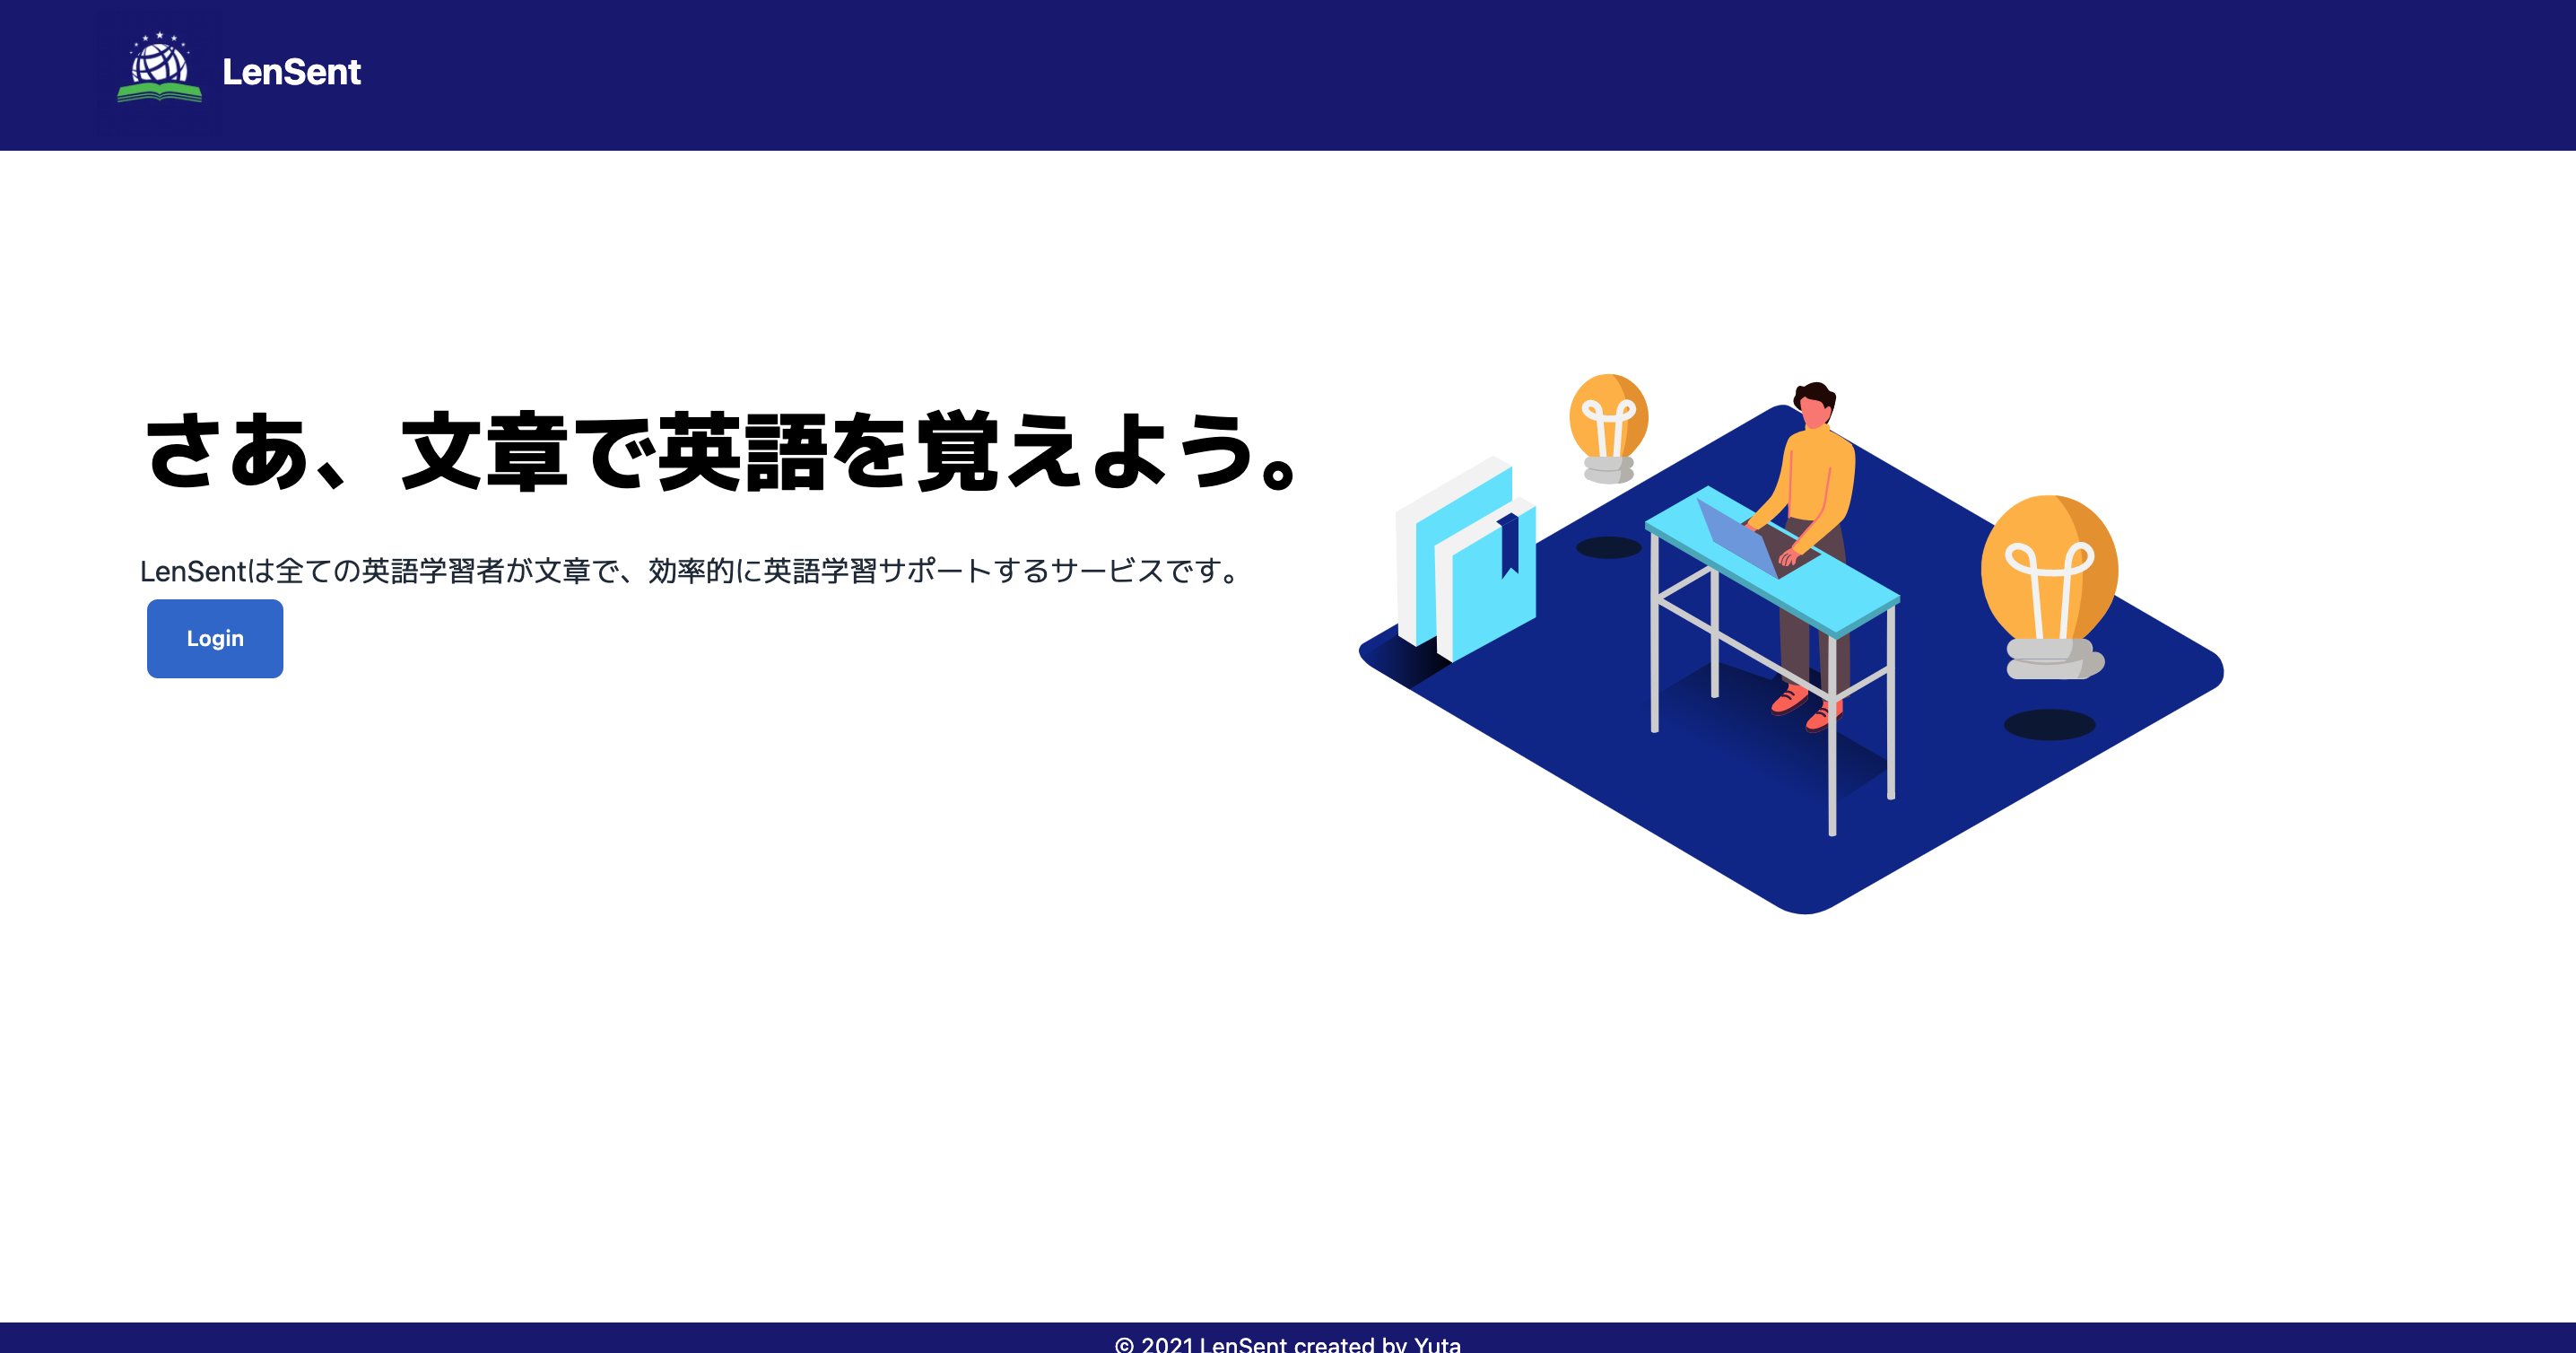 LenSent
さあ、文章で英語を覚えよう。
LenSentは全ての英語学習者が文章で、効率的に英語学習サポートするサービスです。
Login
© 2021 LenSent created by Yuta